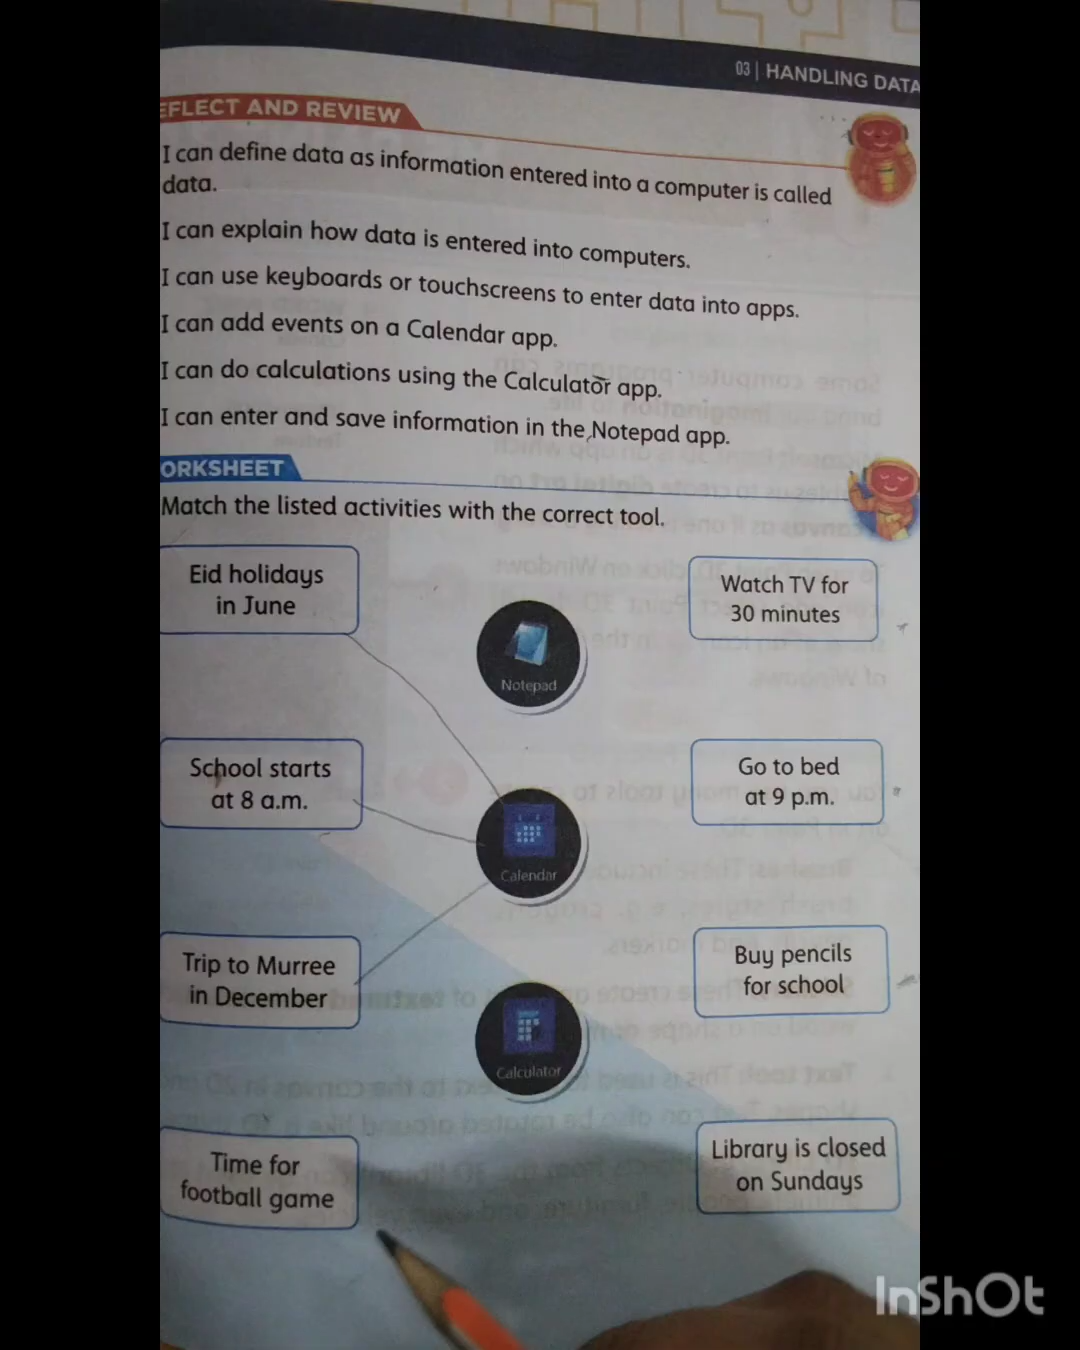 03 | HANDLING DATA
EFLECT AND REVIEW
I can define data as information entered into a computer is called
data.
I can explain how data is entered into computers.
I can use keyboards or touchscreens to enter data into apps.
I can add events on a Calendar app.
I can do calculations using the Calculator app.
I can enter and save information in the Notepad app.
ORKSHEET
Match the listed activities with the correct tool.
Eid holidays
in June
Watch TV for
30 minutes
Notepad
School starts
at 8 a.m.
Go to bed
at 9 p.m.
Calendar
Trip to Murree
in December
Buy pencils
for school
Calculator
Time for
football game
Library is closed
on Sundays
InShOt